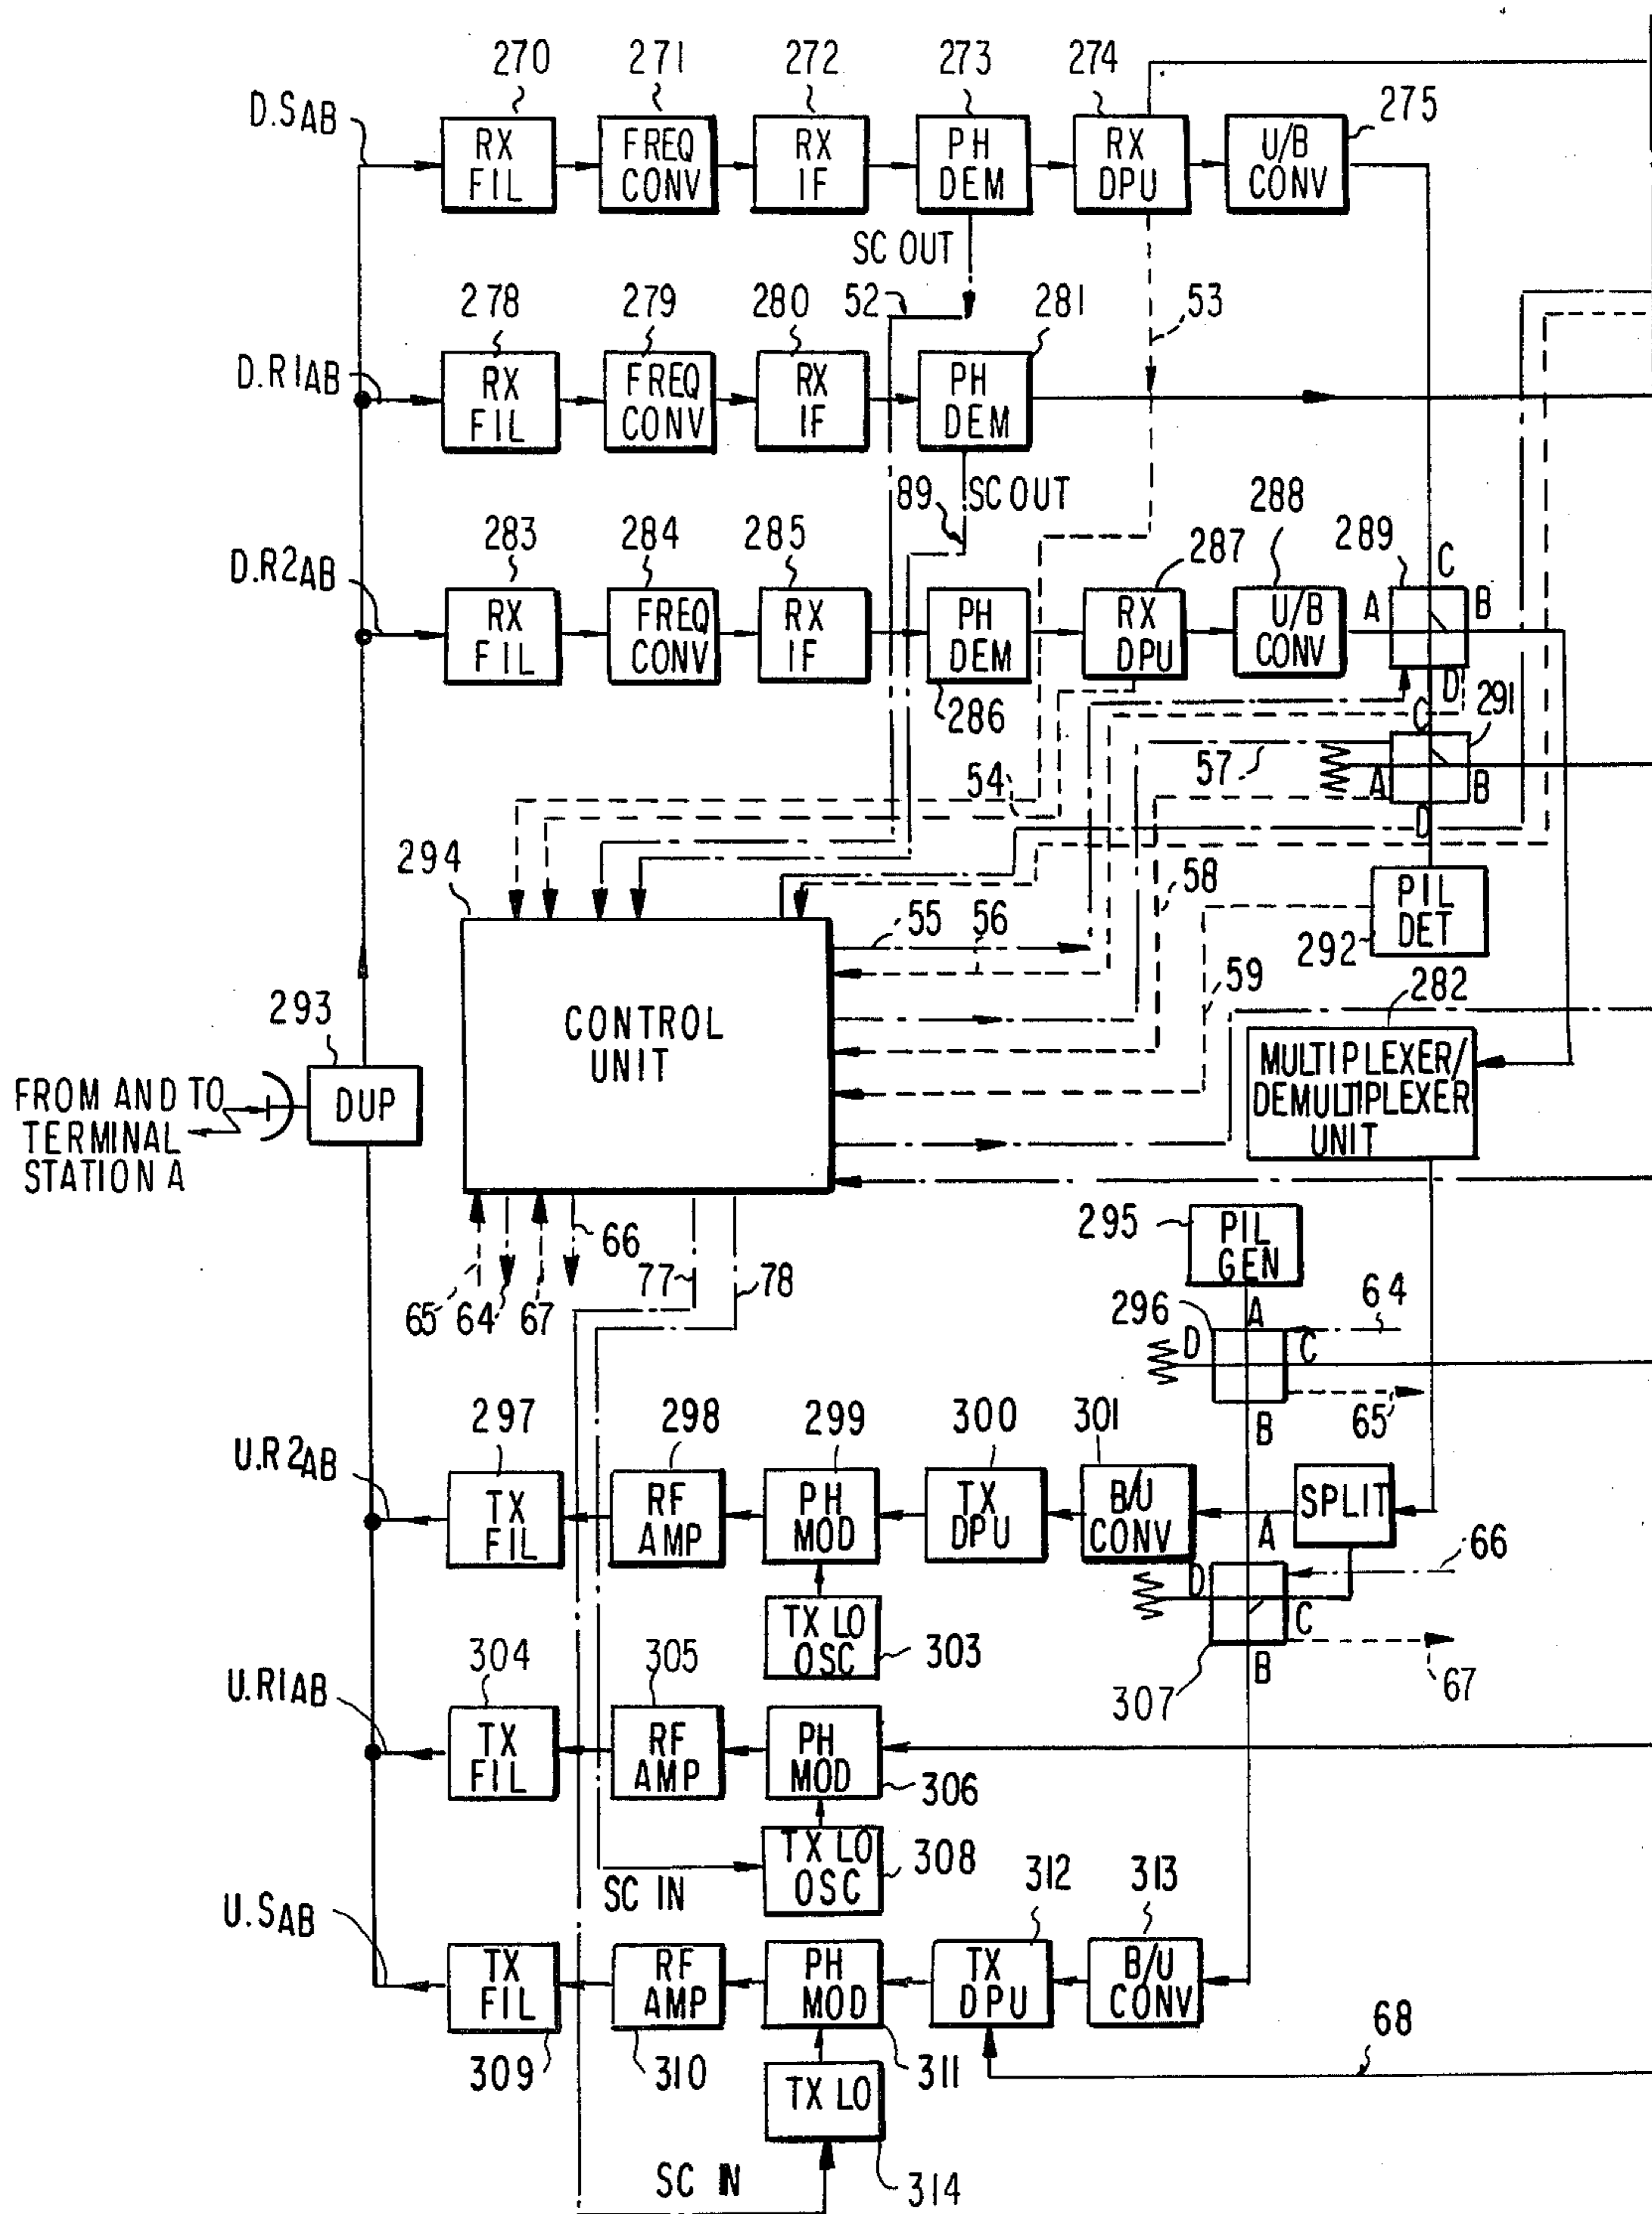 270 271 272 273 274 275
D.SAB
RX FIL
FREQ CONV
RX IF
PH DEM
RX DPU
U/B CONV
SC OUT
52
53
278 279 280 281
D.R1AB
RX FIL
FREQ CONV
RX IF
PH DEM
89
SC OUT
283 284 285 287 288 289
D.R2AB
RX FIL
FREQ CONV
RX IF
PH DEM
RX DPU
U/B CONV
A
C
B
D
286
291
C
A
B
D
57
54
294
58
PIL DET
292
55
56
59
282
CONTROL UNIT
293
DUP
FROM AND TO
TERMINAL
STATION A
MULTIPLEXER/
DEMULTIPLEXER
UNIT
65
64
67
66
77
78
295
PIL GEN
296
A
D
C
B
64
65
297 298 299 300 301
U.R2AB
TX FIL
RF AMP
PH MOD
TX DPU
B/U CONV
SPLIT
A
D
C
B
66
67
307
TX LO OSC
303
304 305
U.R1AB
TX FIL
RF AMP
PH MOD
306
TX LO OSC
308
SC IN
312 313
U.SAB
TX FIL
RF AMP
PH MOD
TX DPU
B/U CONV
68
309
310
311
TX LO
SC IN
314